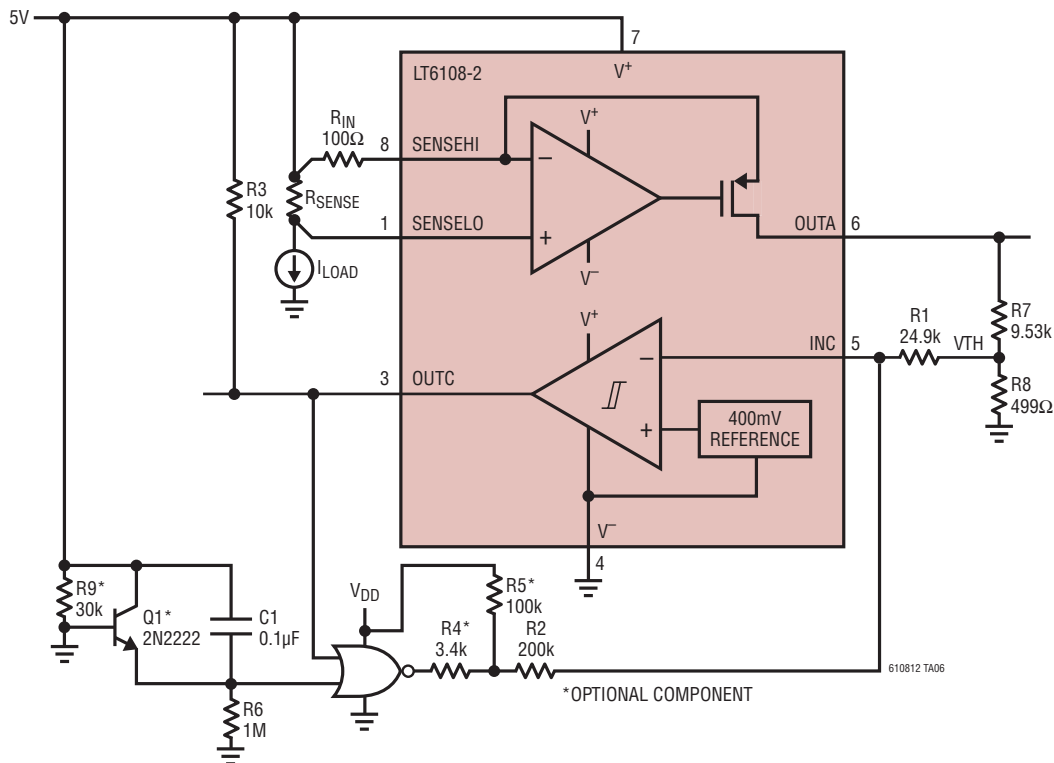 5V
7
V+
LT6108-2
RIN
100Ω
8
SENSEHI
V+
−
R3
10k
RSENSE
1
SENSELO
+
OUTA
6
V−
ILOAD
V+
R1
24.9k
R7
9.53k
INC
5
VTH
−
3
OUTC
R8
499Ω
+
400mV
REFERENCE
V−
4
R9*
30k
Q1*
2N2222
C1
0.1µF
VDD
R5*
100k
R4*
3.4k
R2
200k
610812 TA06
*OPTIONAL COMPONENT
R6
1M